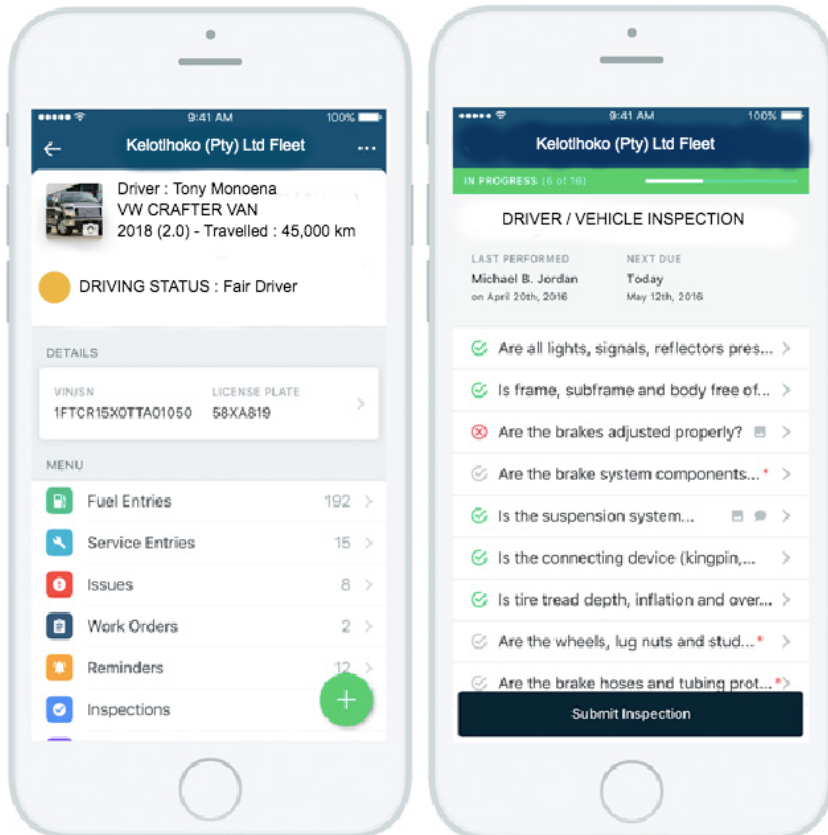 9:41 AM
100%
Kelotlhoko (Pty) Ltd Fleet
Driver : Tony Monoena
VW CRAFTER VAN
2018 (2.0) - Travelled : 45,000 km
DRIVING STATUS : Fair Driver
DETAILS
VIN/SN
LICENSE PLATE
1FTCR15X0TTA01050
58XA819
MENU
Fuel Entries 192
Service Entries 15
Issues 8
Work Orders 2
Reminders 12
Inspections
9:41 AM
100%
Kelotlhoko (Pty) Ltd Fleet
IN PROGRESS (6 of 16)
DRIVER / VEHICLE INSPECTION
LAST PERFORMED
Michael B. Jordan
on April 20th, 2016
NEXT DUE
Today
May 12th, 2016
Are all lights, signals, reflectors pres...
Is frame, subframe and body free of...
Are the brakes adjusted properly?
Are the brake system components...*
Is the suspension system...
Is the connecting device (kingpin,...
Is tire tread depth, inflation and over...
Are the wheels, lug nuts and stud...*
Are the brake hoses and tubing prot...*
Submit Inspection